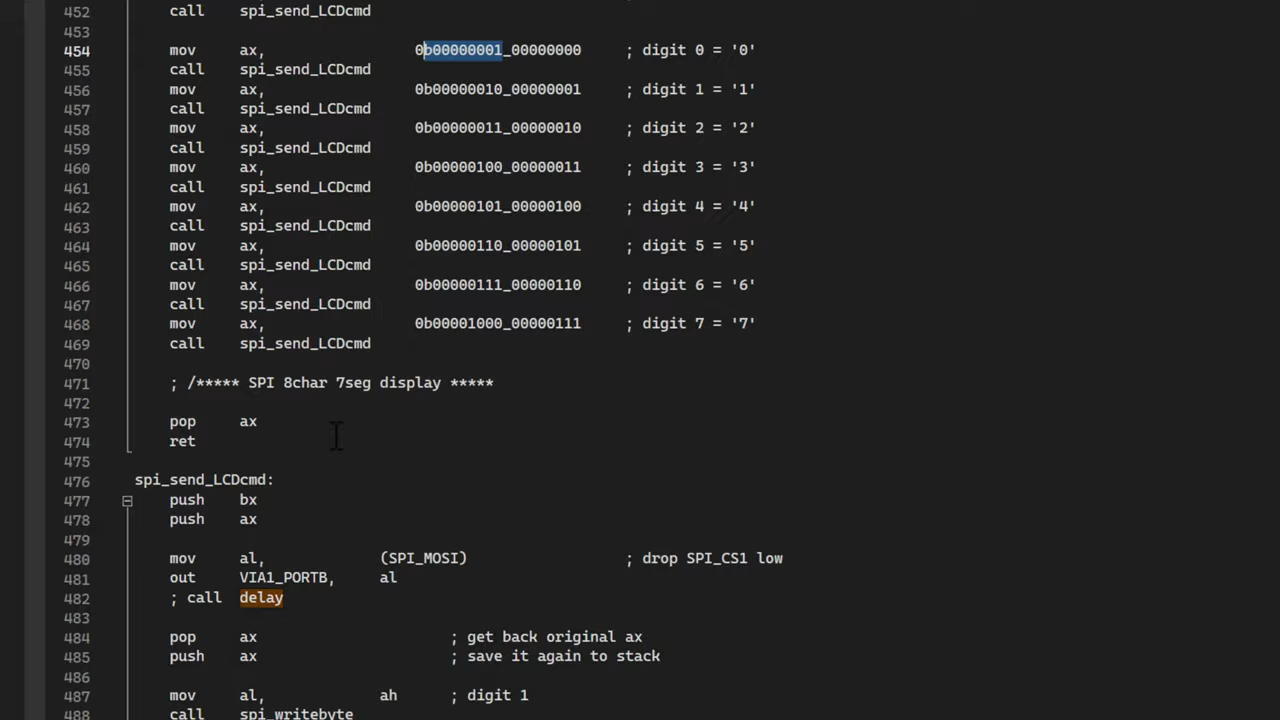 452 call spi_send_LCDcmd
453
454 mov ax, 0b00000001_00000000 ; digit 0 = '0'
455 call spi_send_LCDcmd
456 mov ax, 0b00000010_00000001 ; digit 1 = '1'
457 call spi_send_LCDcmd
458 mov ax, 0b00000011_00000010 ; digit 2 = '2'
459 call spi_send_LCDcmd
460 mov ax, 0b00000100_00000011 ; digit 3 = '3'
461 call spi_send_LCDcmd
462 mov ax, 0b00000101_00000100 ; digit 4 = '4'
463 call spi_send_LCDcmd
464 mov ax, 0b00000110_00000101 ; digit 5 = '5'
465 call spi_send_LCDcmd
466 mov ax, 0b00000111_00000110 ; digit 6 = '6'
467 call spi_send_LCDcmd
468 mov ax, 0b00001000_00000111 ; digit 7 = '7'
469 call spi_send_LCDcmd
470
471 ; /***** SPI 8char 7seg display *****
472
473 pop ax
474 ret
475
476 spi_send_LCDcmd:
477 push bx
478 push ax
479
480 mov al, (SPI_MOSI) ; drop SPI_CS1 low
481 out VIA1_PORTB, al
482 ; call delay
483
484 pop ax ; get back original ax
485 push ax ; save it again to stack
486
487 mov al, ah ; digit 1
488 call spi_writebyte